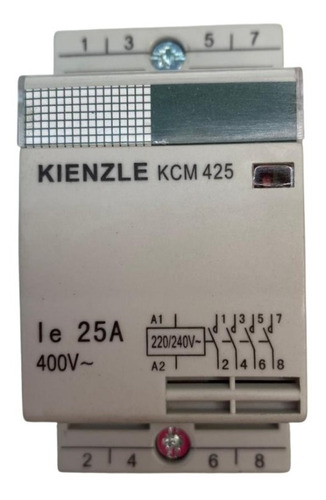 1 3 5 7
KIENZLE KCM 425
Ie 25A
400V~
A1 1 3 5 7
220/240V~
A2 2 4 6 8
2 4 6 8